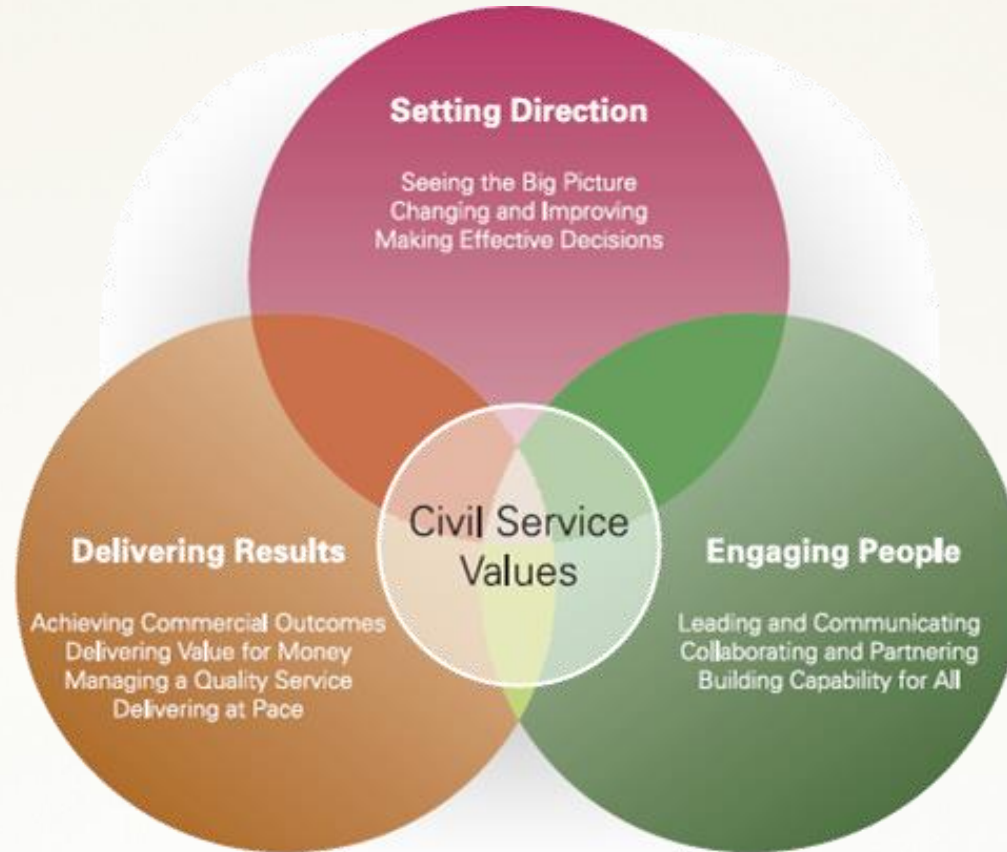 Setting Direction
Seeing the Big Picture
Changing and Improving
Making Effective Decisions
Civil Service
Values
Delivering Results
Achieving Commercial Outcomes
Delivering Value for Money
Managing a Quality Service
Delivering at Pace
Engaging People
Leading and Communicating
Collaborating and Partnering
Building Capability for All